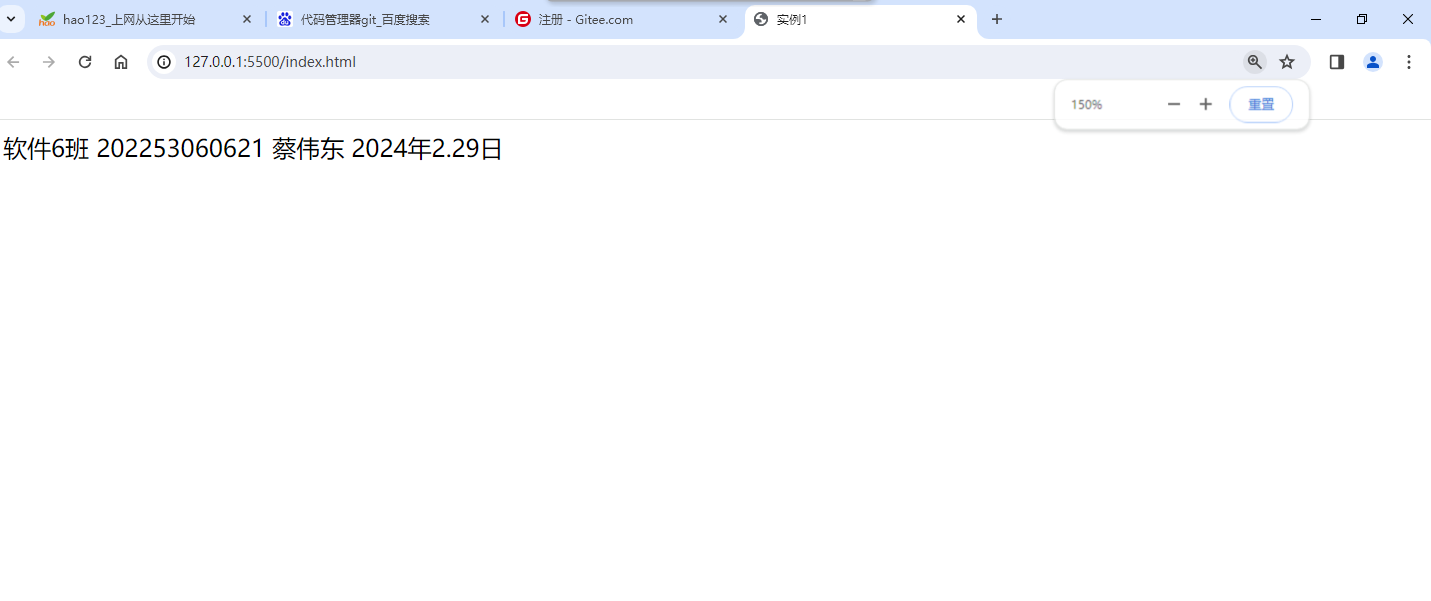 hao123_上网从这里开始
代码管理器git_百度搜索
注册 - Gitee.com
实例1
127.0.0.1:5500/index.html
150%
重置
软件6班 202253060621 蔡伟东 2024年2.29日